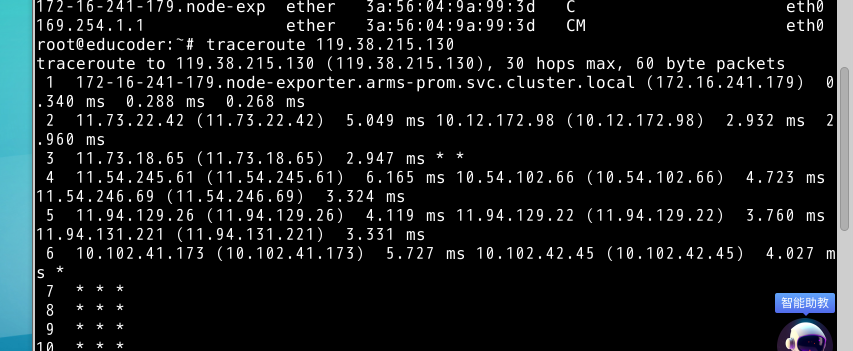 172-16-241-179.node-exp  ether   3a:56:04:9a:99:3d   C                     eth0
169.254.1.1              ether   3a:56:04:9a:99:3d   CM                    eth0
root@educoder:~# traceroute 119.38.215.130
traceroute to 119.38.215.130 (119.38.215.130), 30 hops max, 60 byte packets
 1  172-16-241-179.node-exporter.arms-prom.svc.cluster.local (172.16.241.179)  0
.340 ms  0.288 ms  0.268 ms
 2  11.73.22.42 (11.73.22.42)  5.049 ms 10.12.172.98 (10.12.172.98)  2.932 ms  2
.960 ms
 3  11.73.18.65 (11.73.18.65)  2.947 ms * *
 4  11.54.245.61 (11.54.245.61)  6.165 ms 10.54.102.66 (10.54.102.66)  4.723 ms
11.54.246.69 (11.54.246.69)  3.324 ms
 5  11.94.129.26 (11.94.129.26)  4.119 ms 11.94.129.22 (11.94.129.22)  3.760 ms
11.94.131.221 (11.94.131.221)  3.331 ms
 6  10.102.41.173 (10.102.41.173)  5.727 ms 10.102.42.45 (10.102.42.45)  4.027 m
s *
 7  * * *
 8  * * *
 9  * * *
10  * * *
智能助教